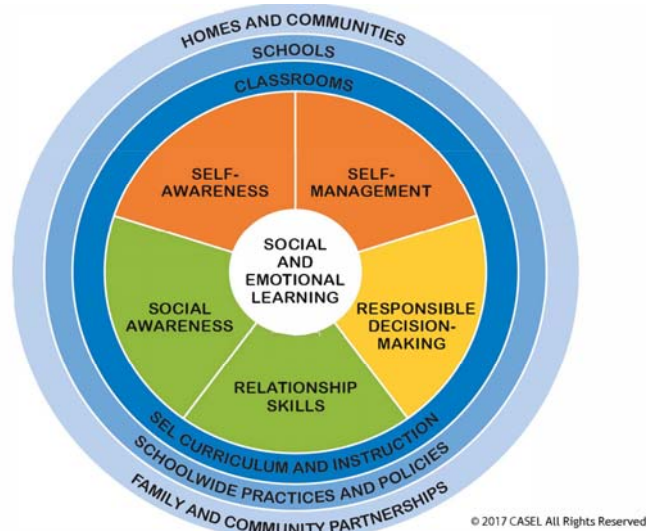 HOMES AND COMMUNITIES
SCHOOLS
CLASSROOMS
SELF-
AWARENESS
SELF-
MANAGEMENT
SOCIAL
AND
EMOTIONAL
LEARNING
SOCIAL
AWARENESS
RESPONSIBLE
DECISION-
MAKING
RELATIONSHIP
SKILLS
SEL CURRICULUM AND INSTRUCTION
SCHOOLWIDE PRACTICES AND POLICIES
FAMILY AND COMMUNITY PARTNERSHIPS
© 2017 CASEL All Rights Reserved